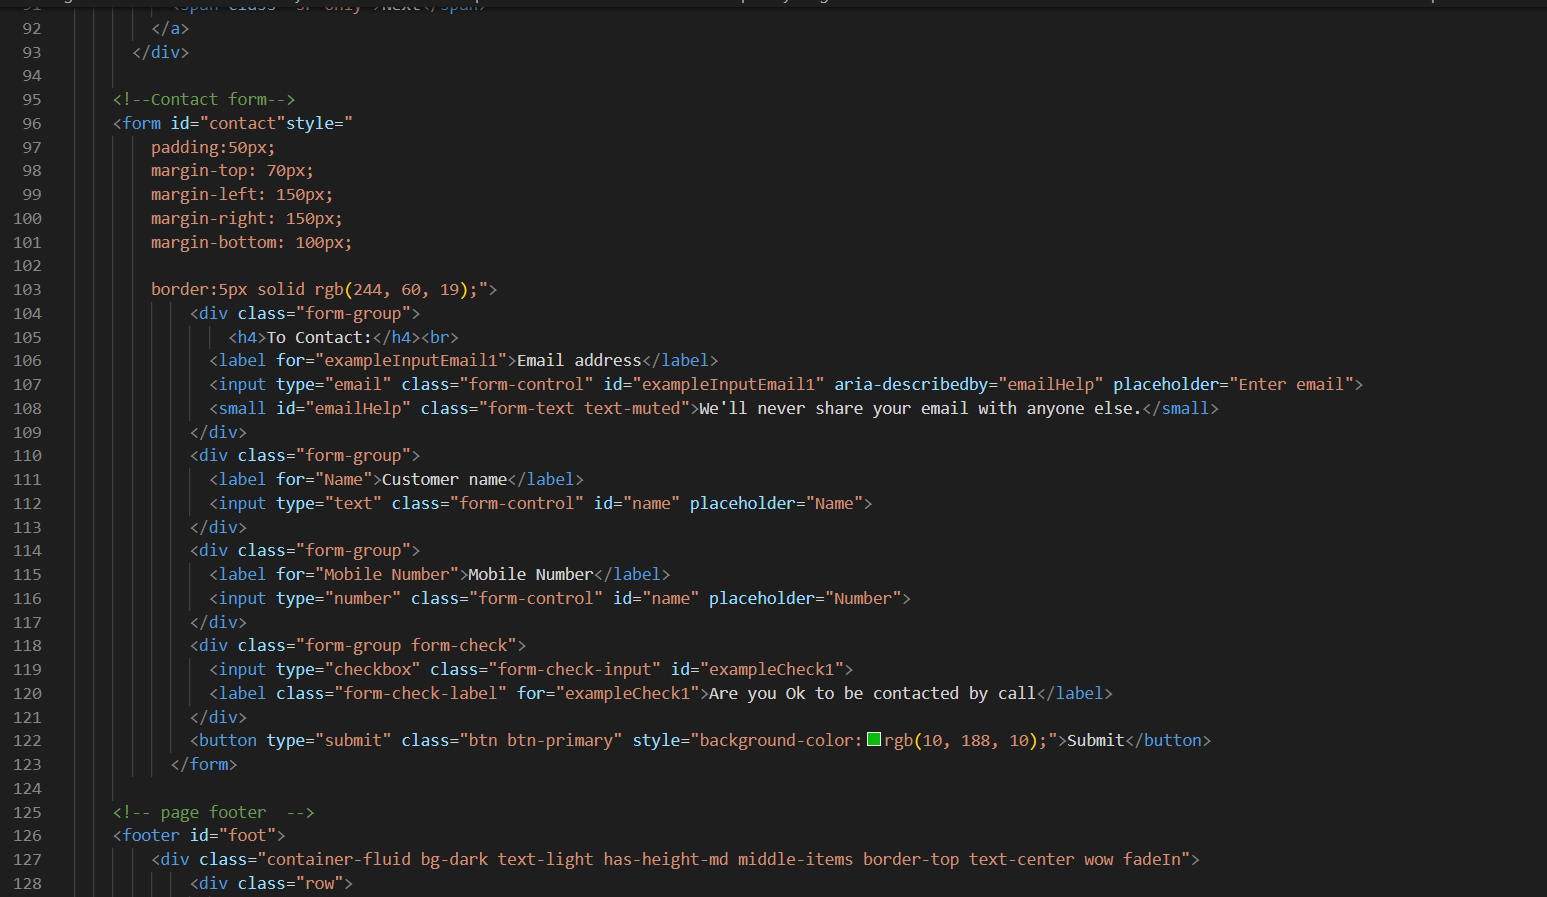 91 <span class="sr-only">Next</span>
92 </a>
93 </div>
94
95 <!--Contact form-->
96 <form id="contact"style="
97 padding:50px;
98 margin-top: 70px;
99 margin-left: 150px;
100 margin-right: 150px;
101 margin-bottom: 100px;
102
103 border:5px solid rgb(244, 60, 19);">
104 <div class="form-group">
105 <h4>To Contact:</h4><br>
106 <label for="exampleInputEmail1">Email address</label>
107 <input type="email" class="form-control" id="exampleInputEmail1" aria-describedby="emailHelp" placeholder="Enter email">
108 <small id="emailHelp" class="form-text text-muted">We'll never share your email with anyone else.</small>
109 </div>
110 <div class="form-group">
111 <label for="Name">Customer name</label>
112 <input type="text" class="form-control" id="name" placeholder="Name">
113 </div>
114 <div class="form-group">
115 <label for="Mobile Number">Mobile Number</label>
116 <input type="number" class="form-control" id="name" placeholder="Number">
117 </div>
118 <div class="form-group form-check">
119 <input type="checkbox" class="form-check-input" id="exampleCheck1">
120 <label class="form-check-label" for="exampleCheck1">Are you Ok to be contacted by call</label>
121 </div>
122 <button type="submit" class="btn btn-primary" style="background-color:rgb(10, 188, 10);">Submit</button>
123 </form>
124
125 <!-- page footer  -->
126 <footer id="foot">
127 <div class="container-fluid bg-dark text-light has-height-md middle-items border-top text-center wow fadeIn">
128 <div class="row">